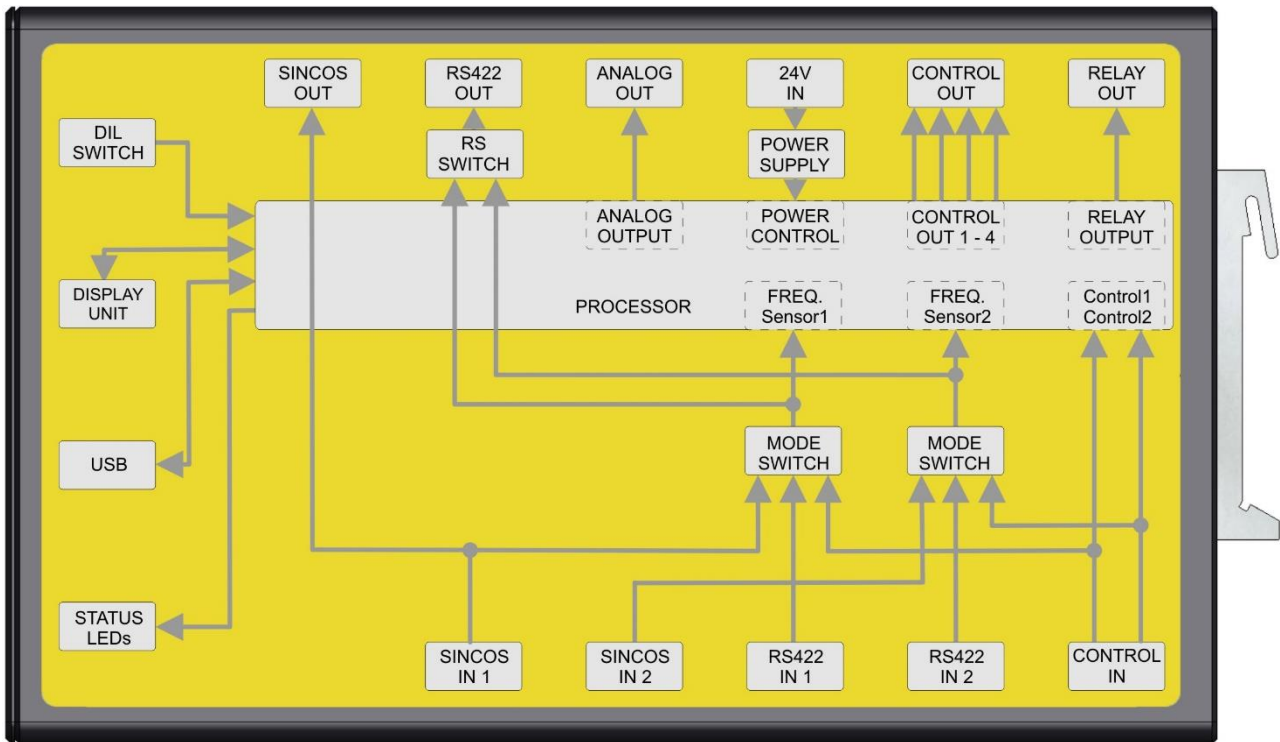 SINCOS
OUT
RS422
OUT
ANALOG
OUT
24V
IN
CONTROL
OUT
RELAY
OUT
DIL
SWITCH
RS
SWITCH
POWER
SUPPLY
ANALOG
OUTPUT
POWER
CONTROL
CONTROL
OUT 1 - 4
RELAY
OUTPUT
DISPLAY
UNIT
PROCESSOR
FREQ.
Sensor1
FREQ.
Sensor2
Control1
Control2
USB
MODE
SWITCH
MODE
SWITCH
STATUS
LEDs
SINCOS
IN 1
SINCOS
IN 2
RS422
IN 1
RS422
IN 2
CONTROL
IN